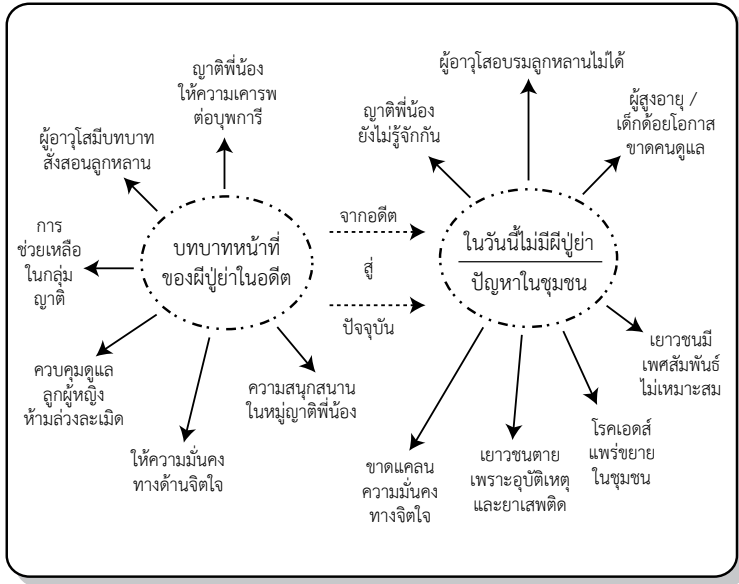 ญาติพี่น้อง
ให้ความเคารพ
ต่อบุพการี
ผู้อาวุโสมีบทบาท
สั่งสอนลูกหลาน
การ
ช่วยเหลือ
ในกลุ่ม
ญาติ
บทบาทหน้าที่
ของผีปู่ย่าในอดีต
ควบคุมดูแล
ลูกผู้หญิง
ห้ามล่วงละเมิด
ให้ความมั่นคง
ทางด้านจิตใจ
ความสนุกสนาน
ในหมู่ญาติพี่น้อง
จากอดีต
สู่
ปัจจุบัน
ผู้อาวุโสอบรมลูกหลานไม่ได้
ญาติพี่น้อง
ยังไม่รู้จักกัน
ผู้สูงอายุ /
เด็กด้อยโอกาส
ขาดคนดูแล
ในวันนี้ไม่มีผีปู่ย่า
ปัญหาในชุมชน
เยาวชนมี
เพศสัมพันธ์
ไม่เหมาะสม
โรคเอดส์
แพร่ขยาย
ในชุมชน
เยาวชนตาย
เพราะอุบัติเหตุ
และยาเสพติด
ขาดแคลน
ความมั่นคง
ทางจิตใจ